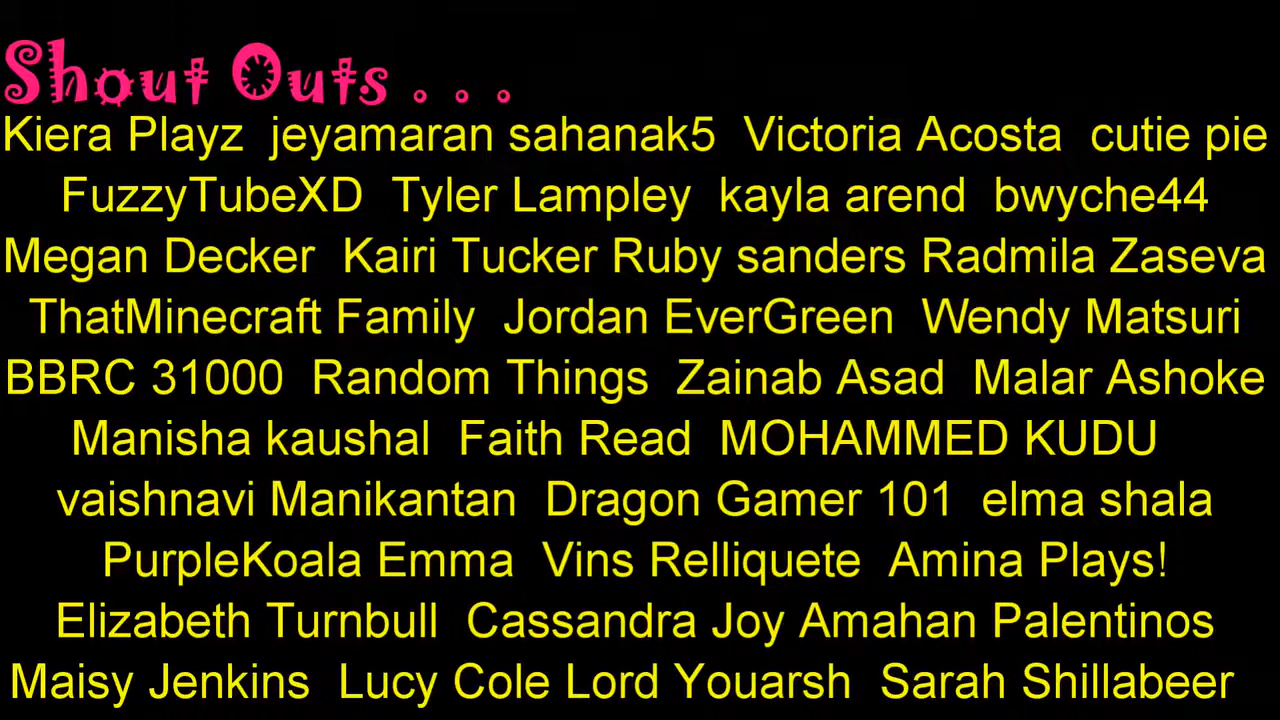 Shout Outs . . .
Kiera Playz jeyamaran sahanak5 Victoria Acosta cutie pie
FuzzyTubeXD Tyler Lampley kayla arend bwyche44
Megan Decker Kairi Tucker Ruby sanders Radmila Zaseva
ThatMinecraft Family Jordan EverGreen Wendy Matsuri
BBRC 31000 Random Things Zainab Asad Malar Ashoke
Manisha kaushal Faith Read MOHAMMED KUDU
vaishnavi Manikantan Dragon Gamer 101 elma shala
PurpleKoala Emma Vins Relliquete Amina Plays!
Elizabeth Turnbull Cassandra Joy Amahan Palentinos
Maisy Jenkins Lucy Cole Lord Youarsh Sarah Shillabeer